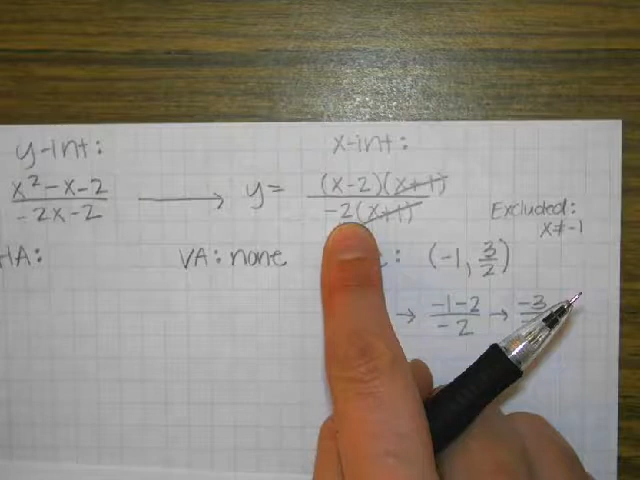 y-int: x-int:
x² - x - 2 / -2x - 2 → y = (x-2)(x+1) / -2(x+1)
Excluded:
x ≠ -1
HA: VA: none : (-1, 3/2)
→ -1-2 / -2 → -3